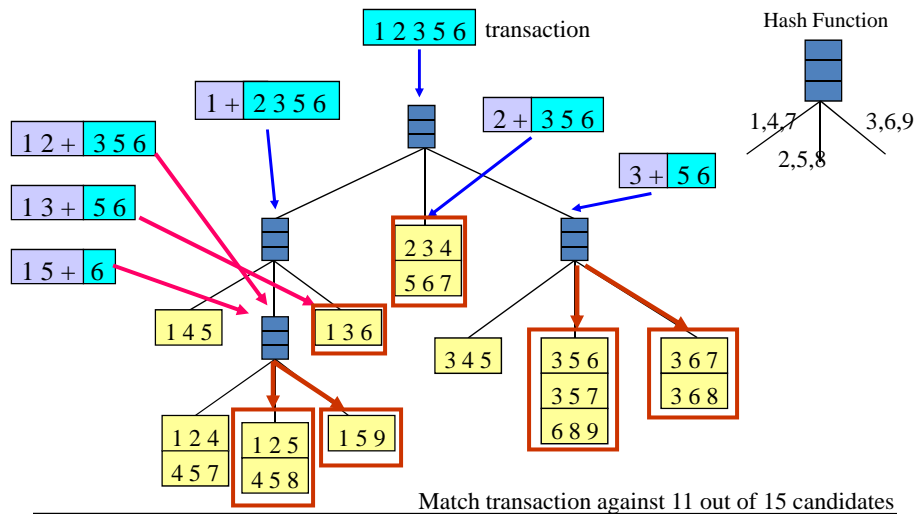 1 2 3 5 6 transaction
Hash Function
1 + 2 3 5 6
2 + 3 5 6
1,4,7
3,6,9
2,5,8
1 2 + 3 5 6
3 + 5 6
1 3 + 5 6
1 5 + 6
2 3 4
5 6 7
1 4 5
1 3 6
3 4 5
3 5 6
3 5 7
6 8 9
3 6 7
3 6 8
1 2 4
4 5 7
1 2 5
4 5 8
1 5 9
Match transaction against 11 out of 15 candidates